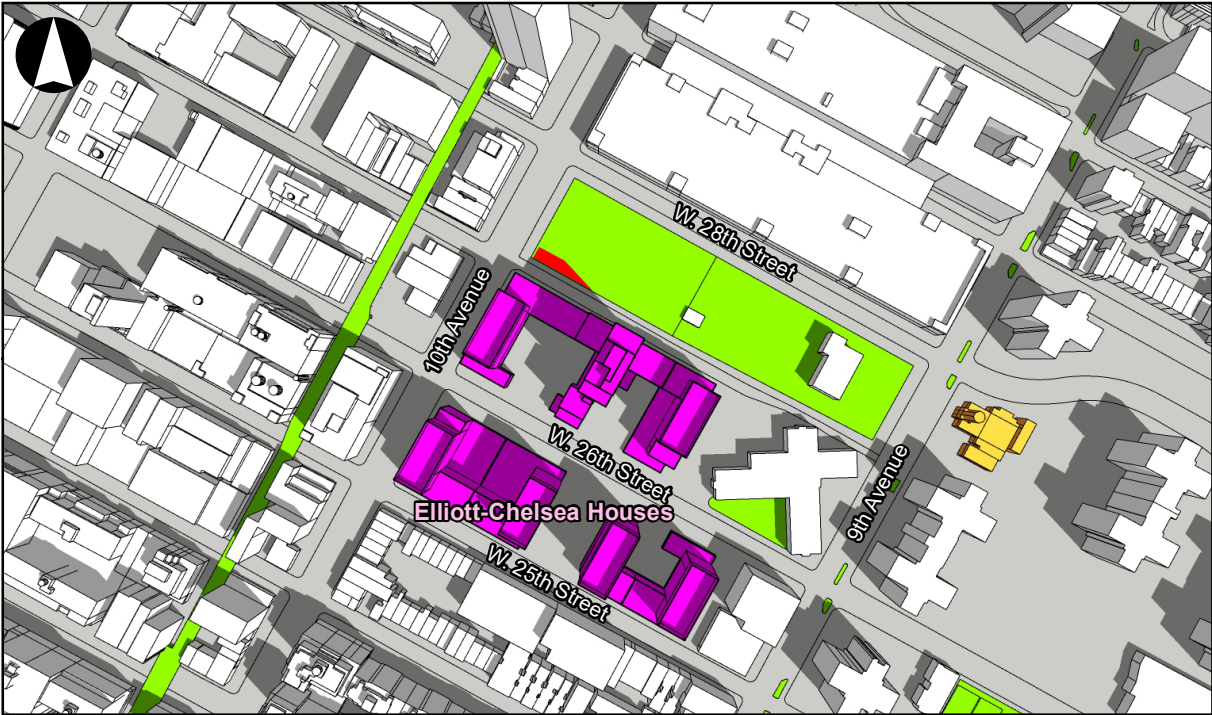 W. 28th Street
10th Avenue
W. 26th Street
9th Avenue
Elliott-Chelsea Houses
W. 25th Street